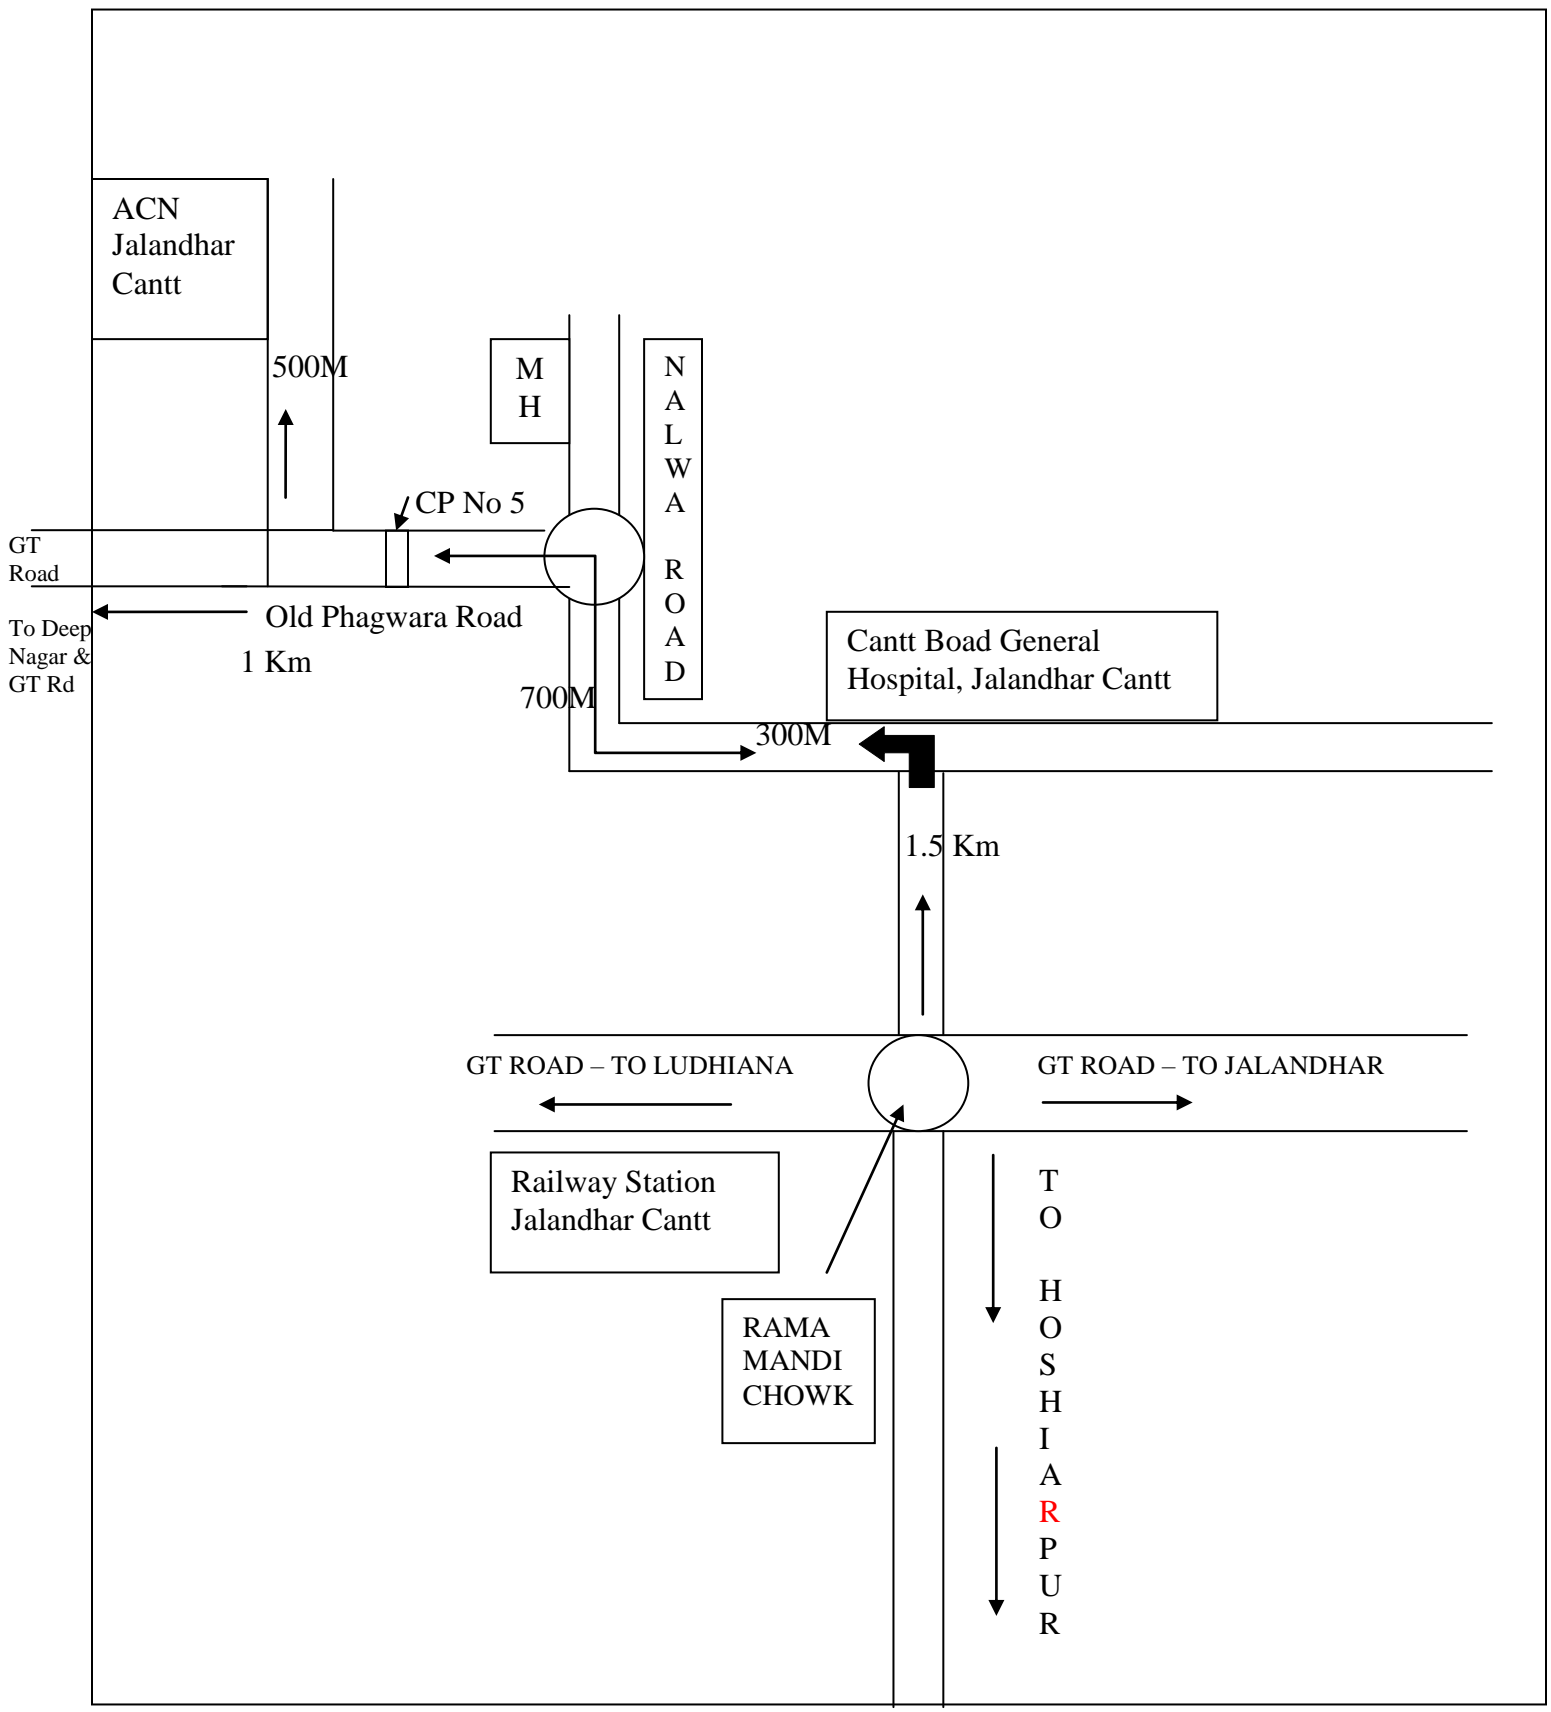 ACN
Jalandhar
Cantt
500M
M
H
N
A
L
W
A
R
O
A
D
CP No 5
GT
Road
Old Phagwara Road
To Deep
Nagar &
GT Rd
1 Km
700M
Cantt Boad General
Hospital, Jalandhar Cantt
300M
1.5 Km
GT ROAD – TO LUDHIANA
GT ROAD – TO JALANDHAR
Railway Station
Jalandhar Cantt
RAMA
MANDI
CHOWK
T
O
H
O
S
H
I
A
R
P
U
R